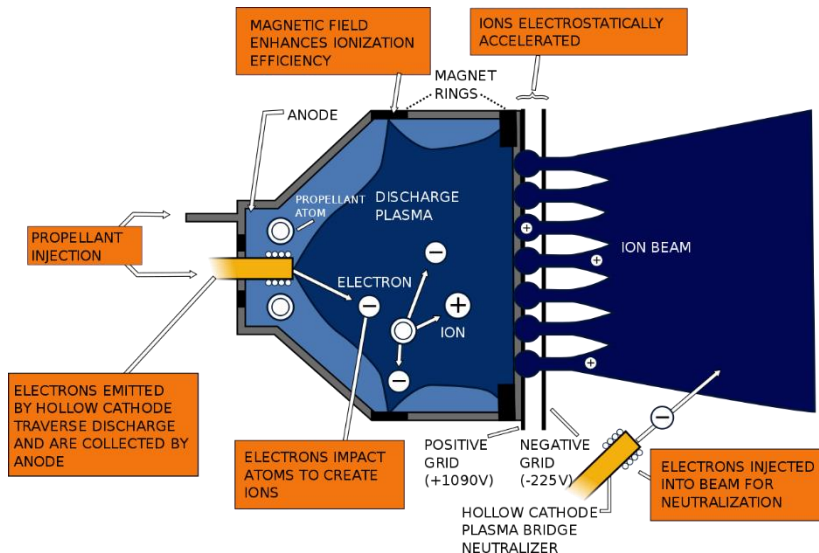 MAGNETIC FIELD
ENHANCES IONIZATION
EFFICIENCY
IONS ELECTROSTATICALLY
ACCELERATED
MAGNET
RINGS
ANODE
PROPELLANT
ATOM
DISCHARGE
PLASMA
PROPELLANT
INJECTION
ELECTRON
ION
ION BEAM
ELECTRONS EMITTED
BY HOLLOW CATHODE
TRAVERSE DISCHARGE
AND ARE COLLECTED BY
ANODE
ELECTRONS IMPACT
ATOMS TO CREATE
IONS
POSITIVE
GRID
(+1090V)
NEGATIVE
GRID
(-225V)
ELECTRONS INJECTED
INTO BEAM FOR
NEUTRALIZATION
HOLLOW CATHODE
PLASMA BRIDGE
NEUTRALIZER